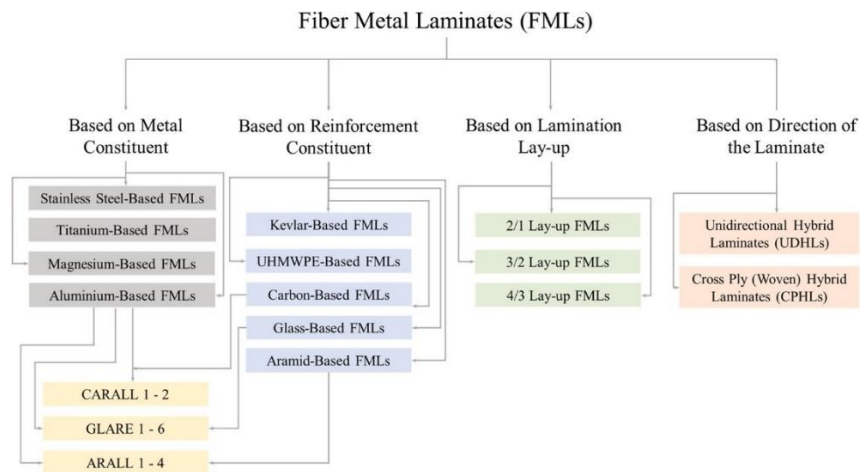 Fiber Metal Laminates (FMLs)
Based on Metal
Constituent
Stainless Steel-Based FMLs
Titanium-Based FMLs
Magnesium-Based FMLs
Aluminium-Based FMLs
Based on Reinforcement
Constituent
Kevlar-Based FMLs
UHMWPE-Based FMLs
Carbon-Based FMLs
Glass-Based FMLs
Aramid-Based FMLs
CARALL 1 - 2
GLARE 1 - 6
ARALL 1 - 4
Based on Lamination
Lay-up
2/1 Lay-up FMLs
3/2 Lay-up FMLs
4/3 Lay-up FMLs
Based on Direction of
the Laminate
Unidirectional Hybrid
Laminates (UDHLs)
Cross Ply (Woven) Hybrid
Laminates (CPHLs)